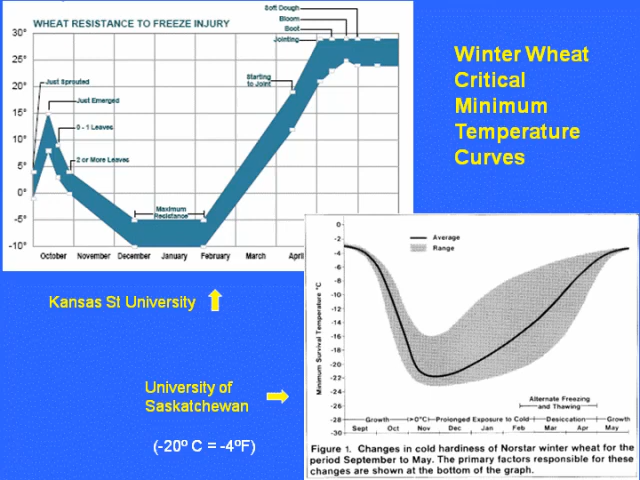 WHEAT RESISTANCE TO FREEZE INJURY
Soft Dough
Bloom
Boot
Jointing
Starting
to Joint
Just Sprouted
Just Emerged
0 - 1 Leaves
2 or More Leaves
Maximum
Resistance
30°
25°
20°
15°
10°
5°
0°
-5°
-10°
October November December January February March April
Winter Wheat
Critical
Minimum
Temperature
Curves
Kansas St University
University of
Saskatchewan
(-20º C = -4ºF)
Average
Range
Minimum Survival Temperature °C
0
-2
-4
-6
-8
-10
-12
-14
-16
-18
-20
-22
-24
-26
-28
-30
Alternate Freezing
and Thawing
Growth (>0°C) Prolonged Exposure to Cold Desiccation Growth
Sept Oct Nov Dec Jan Feb Mar Apr May
Figure 1. Changes in cold hardiness of Norstar winter wheat for the
period September to May. The primary factors responsible for these
changes are shown at the bottom of the graph.